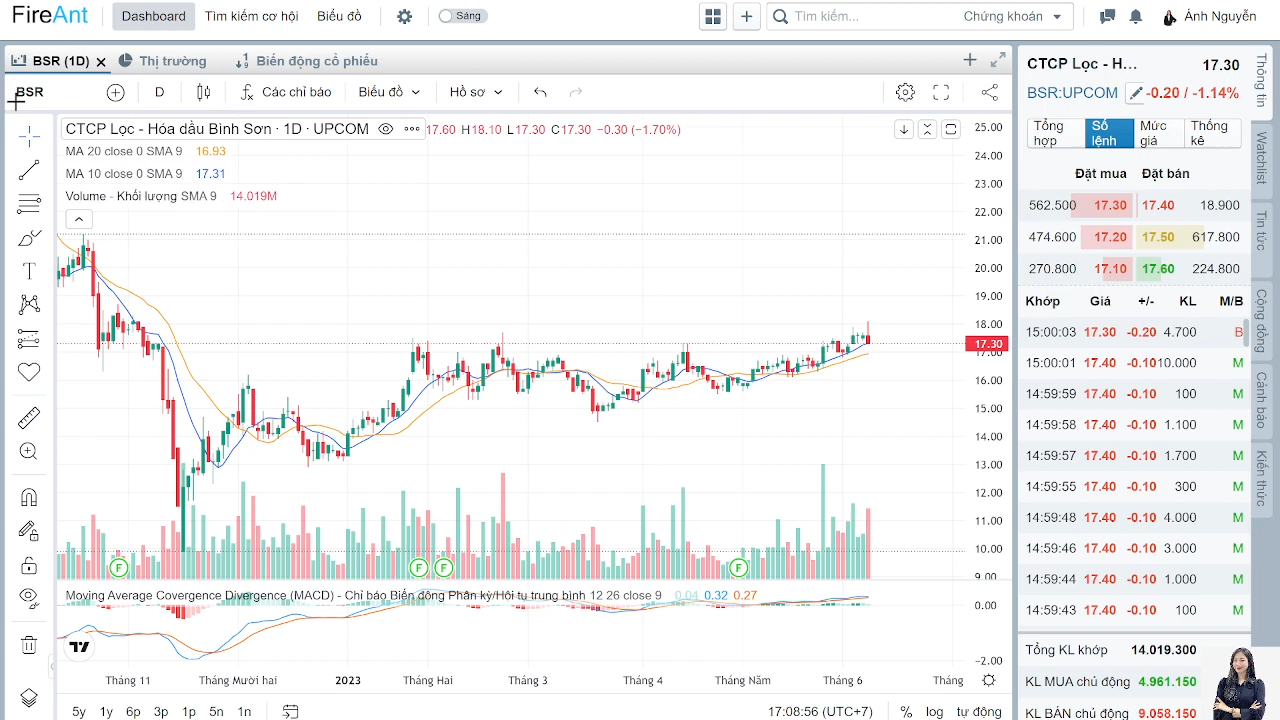 FireAnt Dashboard Tìm kiếm cơ hội Biểu đồ Sáng Tìm kiếm... Chứng khoán Ánh Nguyễn
BSR (1D) Thị trường Biến động cổ phiếu
BSR D Các chỉ báo Biểu đồ Hồ sơ
CTCP Lọc - Hóa dầu Bình Sơn · 1D · UPCOM 17.60 H18.10 L17.30 C17.30 −0.30 (−1.70%)
MA 20 close 0 SMA 9 16.93
MA 10 close 0 SMA 9 17.31
Volume - Khối lượng SMA 9 14.019M
25.00
24.00
23.00
22.00
21.00
20.00
19.00
18.00
17.30
17.00
16.00
15.00
14.00
13.00
12.00
11.00
10.00
9.00
F F F F
Moving Average Covergence Divergence (MACD) - Chỉ báo Biến động Phân kỳ/Hội tụ trung bình 12 26 close 9 0.04 0.32 0.27
0.00
−2.00
Tháng 11 Tháng Mười hai 2023 Tháng Hai Tháng 3 Tháng 4 Tháng Năm Tháng 6 Tháng
5y 1y 6p 3p 1p 5n 1n 17:08:56 (UTC+7) % log tự động
CTCP Lọc - H... 17.30
BSR:UPCOM -0.20 / -1.14%
Tổng hợp Sổ lệnh Mức giá Thống kê
Đặt mua Đặt bán
562.500 17.30 17.40 18.900
474.600 17.20 17.50 617.800
270.800 17.10 17.60 224.800
Khớp Giá +/- KL M/B
15:00:03 17.30 -0.20 4.700 B
15:00:01 17.40 -0.10 10.000 M
14:59:59 17.40 -0.10 100 M
14:59:58 17.40 -0.10 1.100 M
14:59:57 17.40 -0.10 1.700 M
14:59:55 17.40 -0.10 300 M
14:59:48 17.40 -0.10 4.000 M
14:59:46 17.40 -0.10 3.000 M
14:59:44 17.40 -0.10 1.000 M
14:59:43 17.40 -0.10 100 M
Tổng KL khớp 14.019.300
KL MUA chủ động 4.961.150
KL BÁN chủ động 9.058.150
Thông tin
Watchlist
Tin tức
Cộng đồng
Cảnh báo
Kiến thức